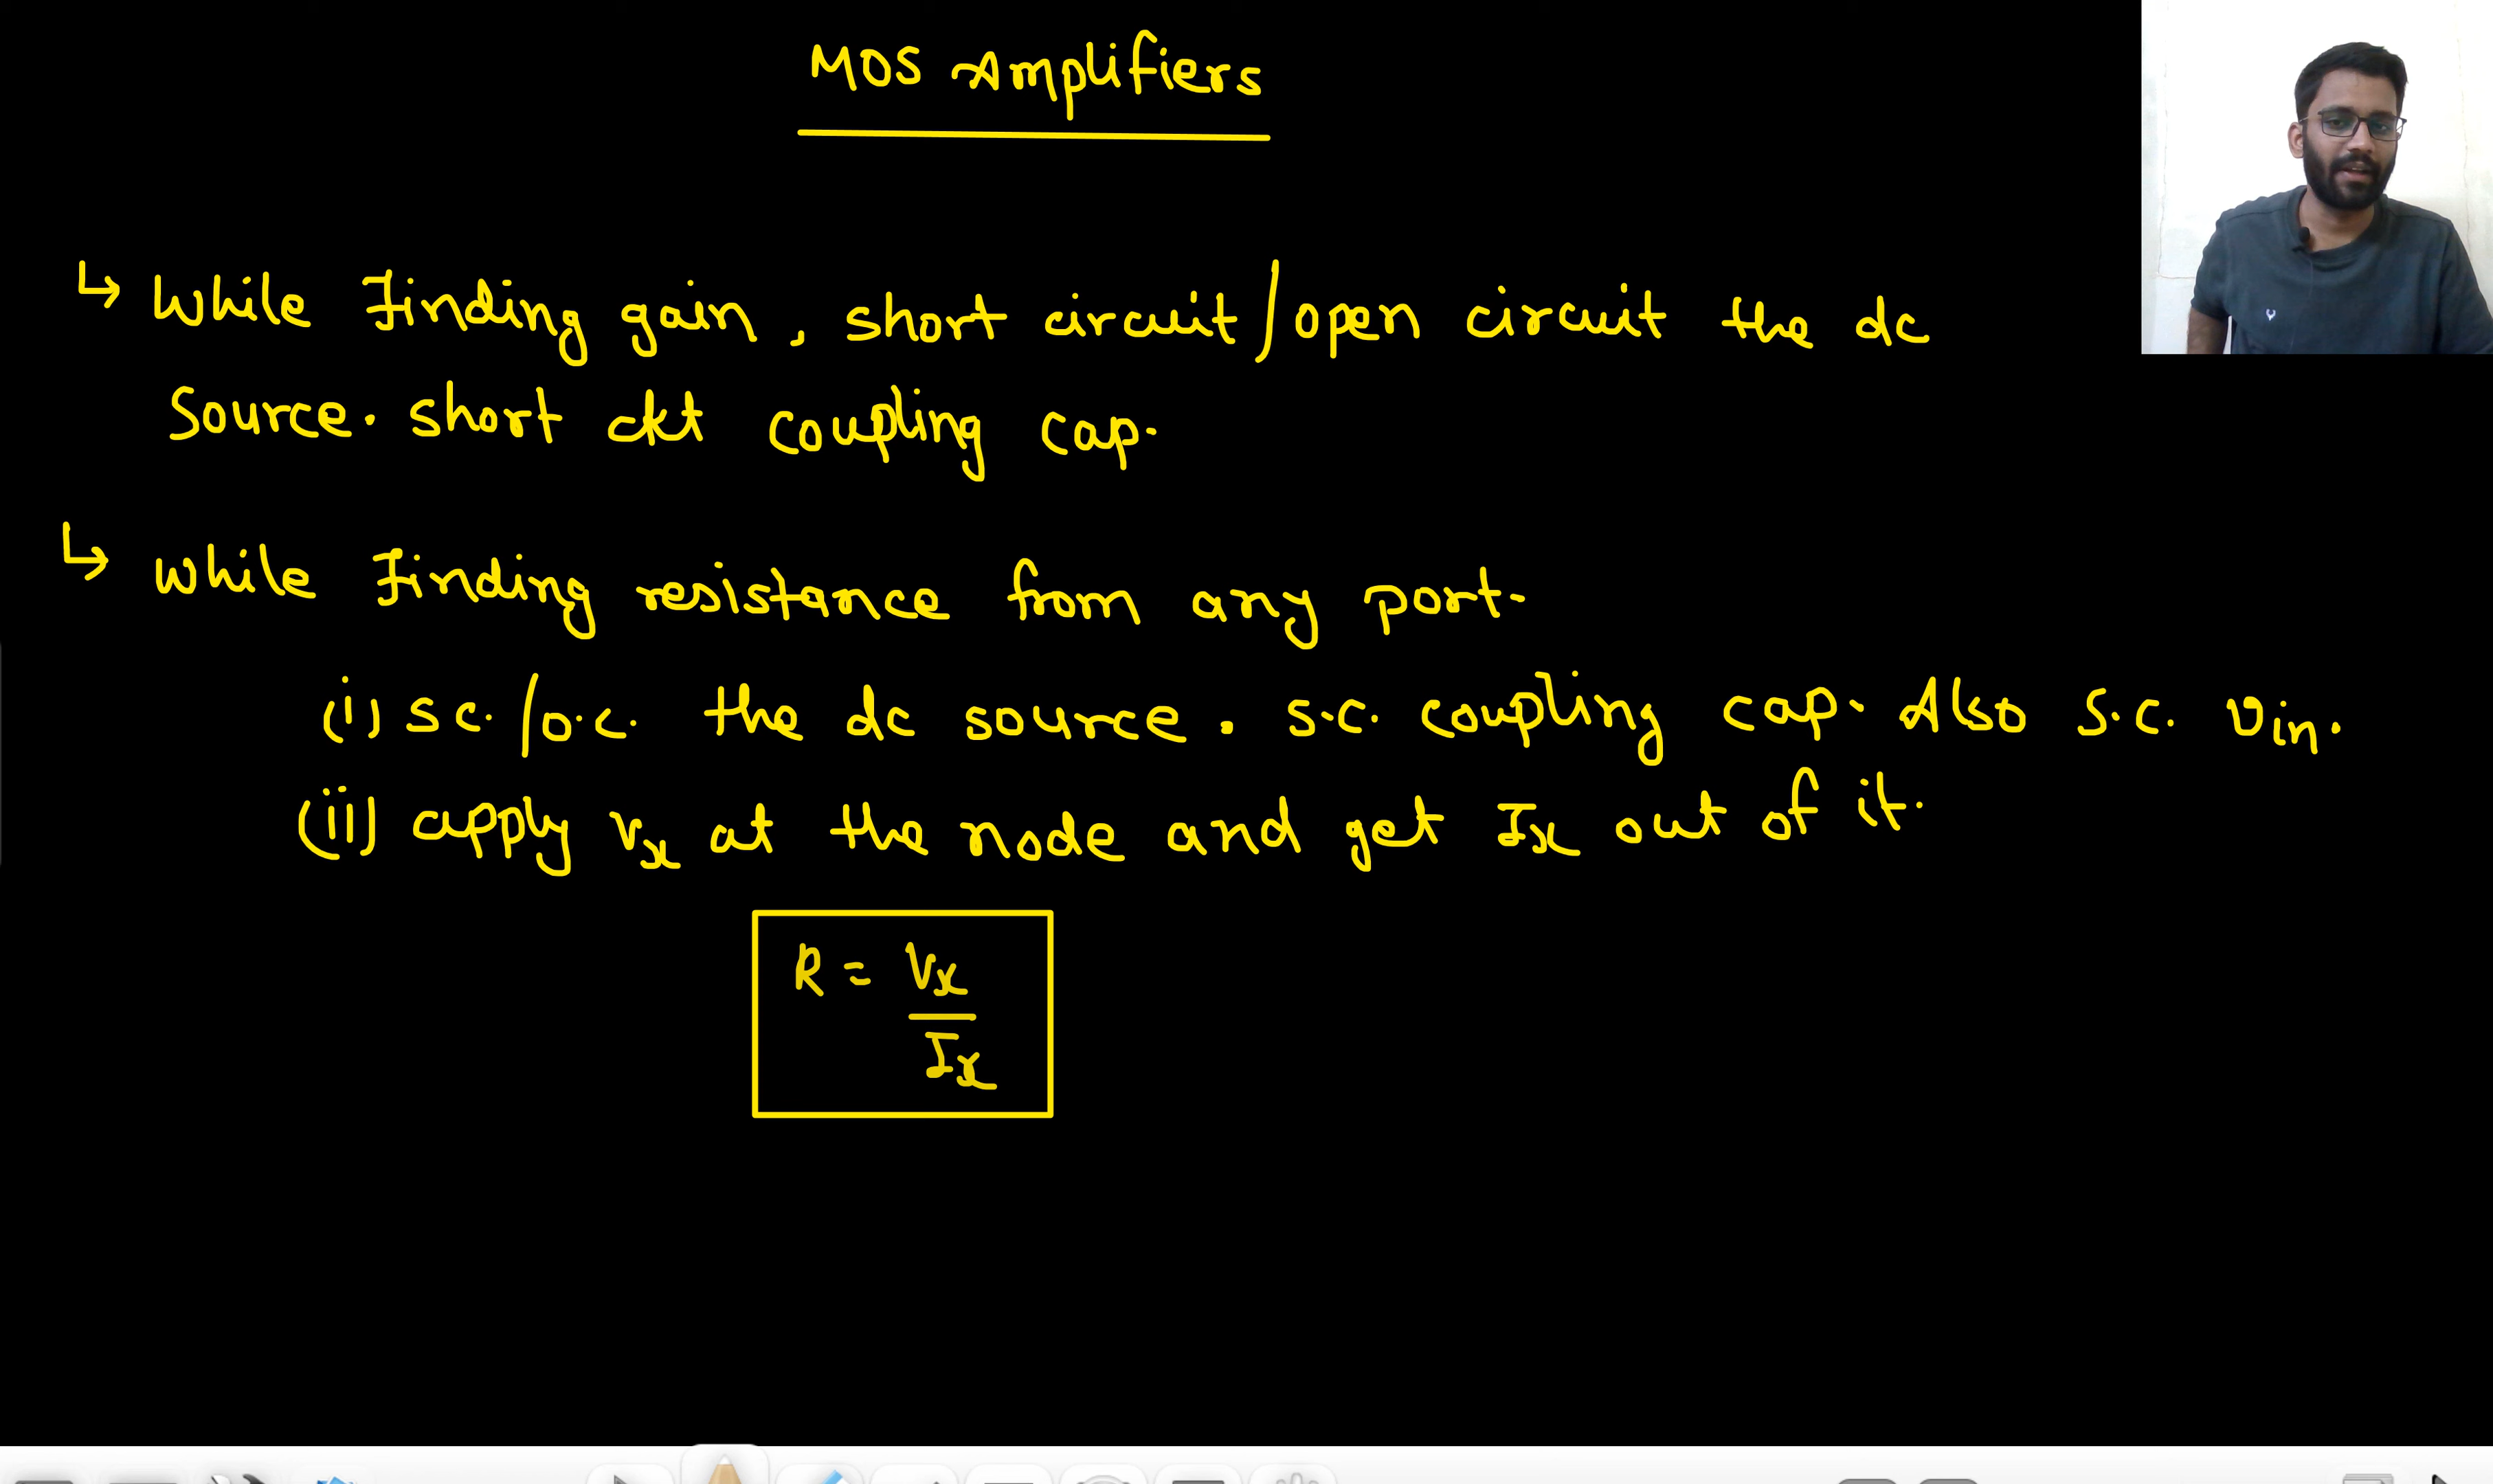 MOS Amplifiers
↳ While Finding gain, short circuit/open circuit the dc
Source. short ckt coupling cap.
↳ While Finding resistance from any port.
(i) s c. /o.c. the dc source. s.c. coupling cap. Also s.c. vin.
(ii) apply Vx at the node and get Ix out of it.
R = Vx
Ix